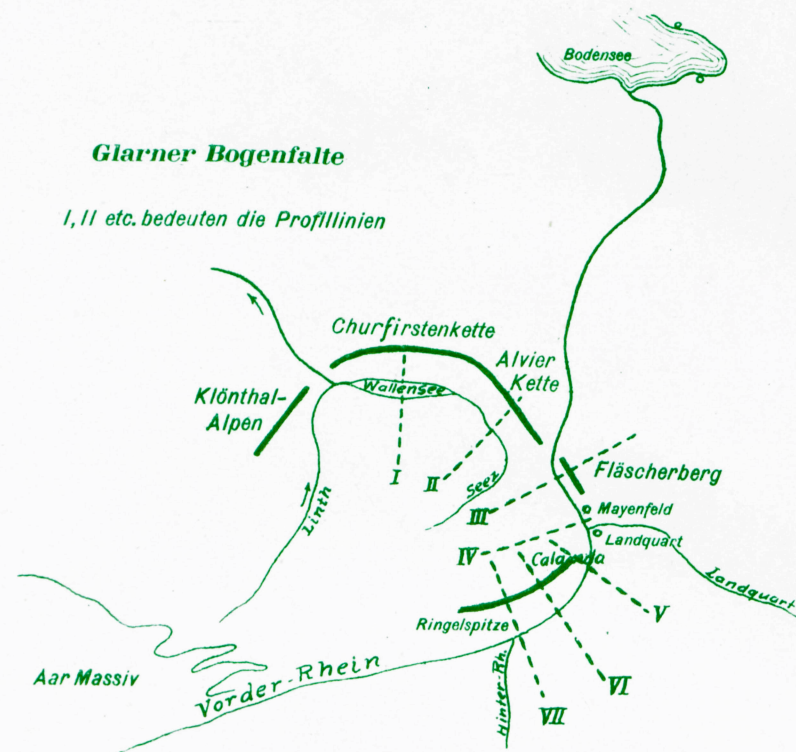 Bodensee
Glarner Bogenfalte
I, II etc. bedeuten die Profillinien
Churfirstenkette
Alvier
Kette
Wallensee
Klönthal-
Alpen
I
II
Seez
Fläscherberg
III
Linth
Mayenfeld
Landquart
IV
Calanda
Landquart
V
Ringelspitze
Vorder-Rhein
Aar Massiv
Hinter-Rh.
VI
VII